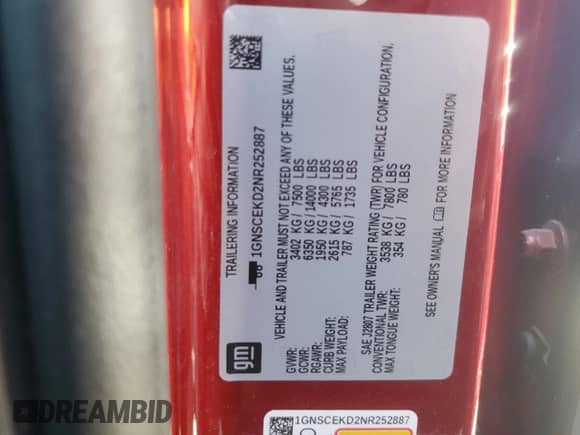 TRAILERING INFORMATION
1GNSCEKD2NR252887
VEHICLE AND TRAILER MUST NOT EXCEED ANY OF THESE VALUES.
GVWR: 3402 KG / 7500 LBS
GCWR: 6350 KG / 14000 LBS
RGAWR: 1950 KG / 4300 LBS
CURB WEIGHT: 2615 KG / 5765 LBS
MAX PAYLOAD: 787 KG / 1735 LBS
SAE J2807 TRAILER WEIGHT RATING (TWR) FOR VEHICLE CONFIGURATION.
CONVENTIONAL TWR: 3538 KG / 7800 LBS
MAX TONGUE WEIGHT: 354 KG / 780 LBS
SEE OWNER'S MANUAL FOR MORE INFORMATION
gm
1GNSCEKD2NR252887
DREAMBID